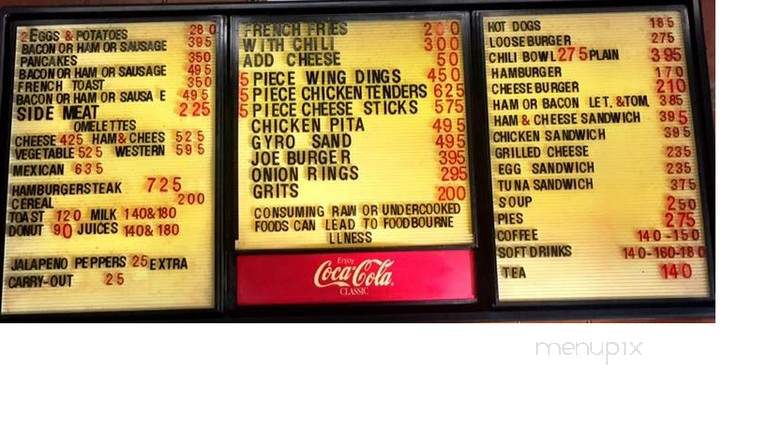 2 EGGS & POTATOES 280
BACON OR HAM OR SAUSAGE 395
PANCAKES 350
BACON OR HAM OR SAUSAGE 495
FRENCH TOAST 350
BACON OR HAM OR SAUSA E 495
SIDE MEAT 225
OMELETTES
CHEESE 425 HAM & CHEES 525
VEGETABLE 525 WESTERN 595
MEXICAN 635
HAMBURGERSTEAK 725
CEREAL 200
TOAST 120 MILK 140&180
DONUT 90 JUICES 140&180
JALAPENO PEPPERS 25 EXTRA
CARRY-OUT 25
FRENCH FRIES 200
WITH CHILI 300
ADD CHEESE 50
5 PIECE WING DINGS 450
5 PIECE CHICKEN TENDERS 625
5 PIECE CHEESE STICKS 575
CHICKEN PITA 495
GYRO SAND 495
JOE BURGER 395
ONION RINGS 295
GRITS 200
CONSUMING RAW OR UNDERCOOKED
FOODS CAN LEAD TO FOODBOURNE
LLNESS
Enjoy
Coca-Cola
CLASSIC
HOT DOGS 185
LOOSEBURGER 275
CHILI BOWL 275 PLAIN 395
HAMBURGER 170
CHEESEBURGER 210
HAM OR BACON LET. &TOM. 385
HAM & CHEESE SANDWICH 395
CHICKEN SANDWICH 395
GRILLED CHEESE 235
EGG SANDWICH 235
TUNA SANDWICH 375
SOUP 250
PIES 275
COFFEE 140-150
SOFT DRINKS 140-160-180
TEA 140
menupix